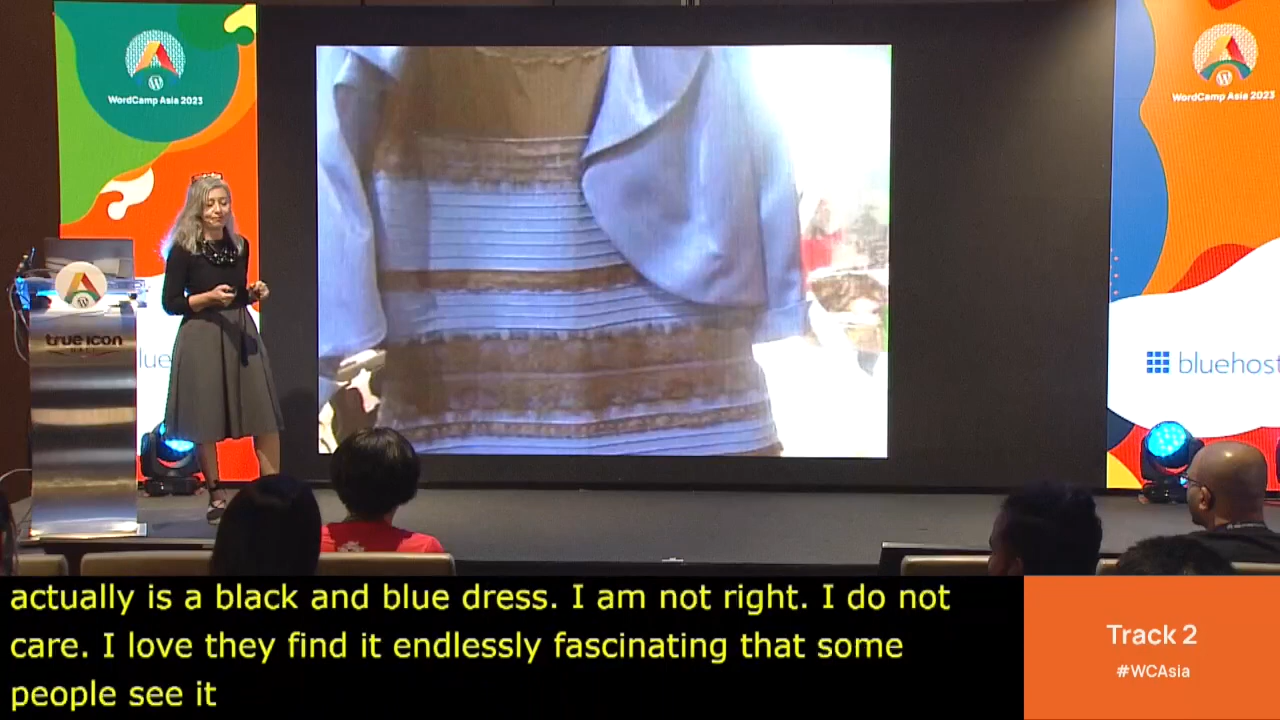 WordCamp Asia 2023
WordCamp Asia 2023
true icon
bluehost
actually is a black and blue dress. I am not right. I do not
care. I love they find it endlessly fascinating that some
people see it
Track 2
#WCAsia